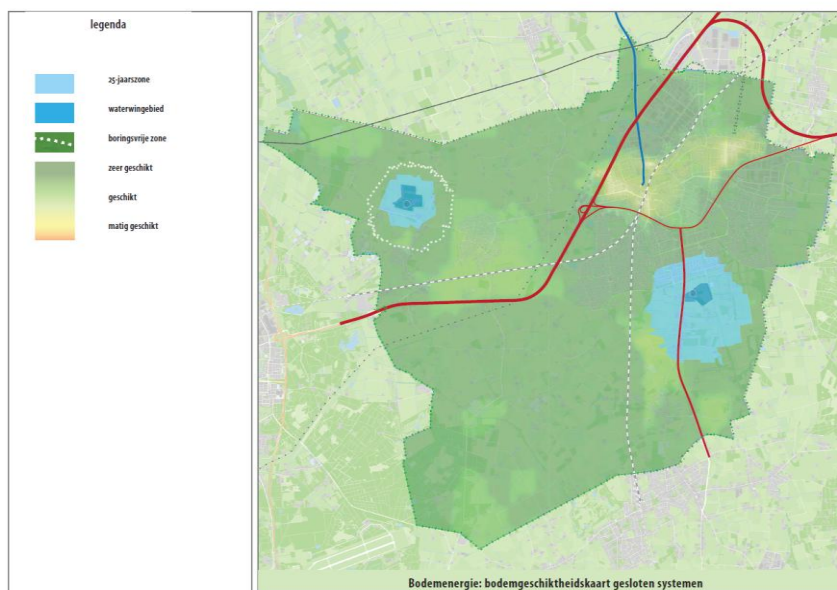 legenda
25-jaarszone
waterwingebied
boringsvrije zone
zeer geschikt
geschikt
matig geschikt
Bodemenergie: bodemgeschiktheidskaart gesloten systemen